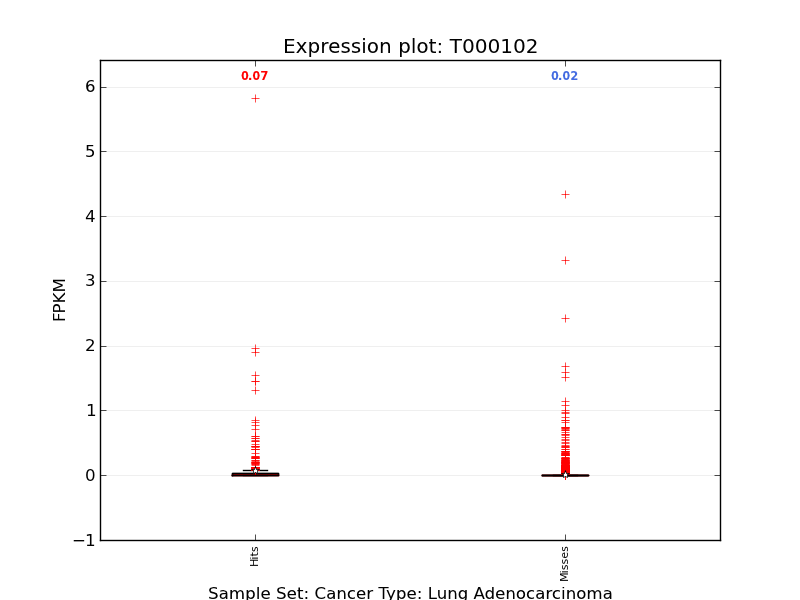 Expression plot: T000102
0.07
0.02
6
5
4
3
2
1
0
−1
FPKM
Hits
Misses
Sample Set: Cancer Type: Lung Adenocarcinoma